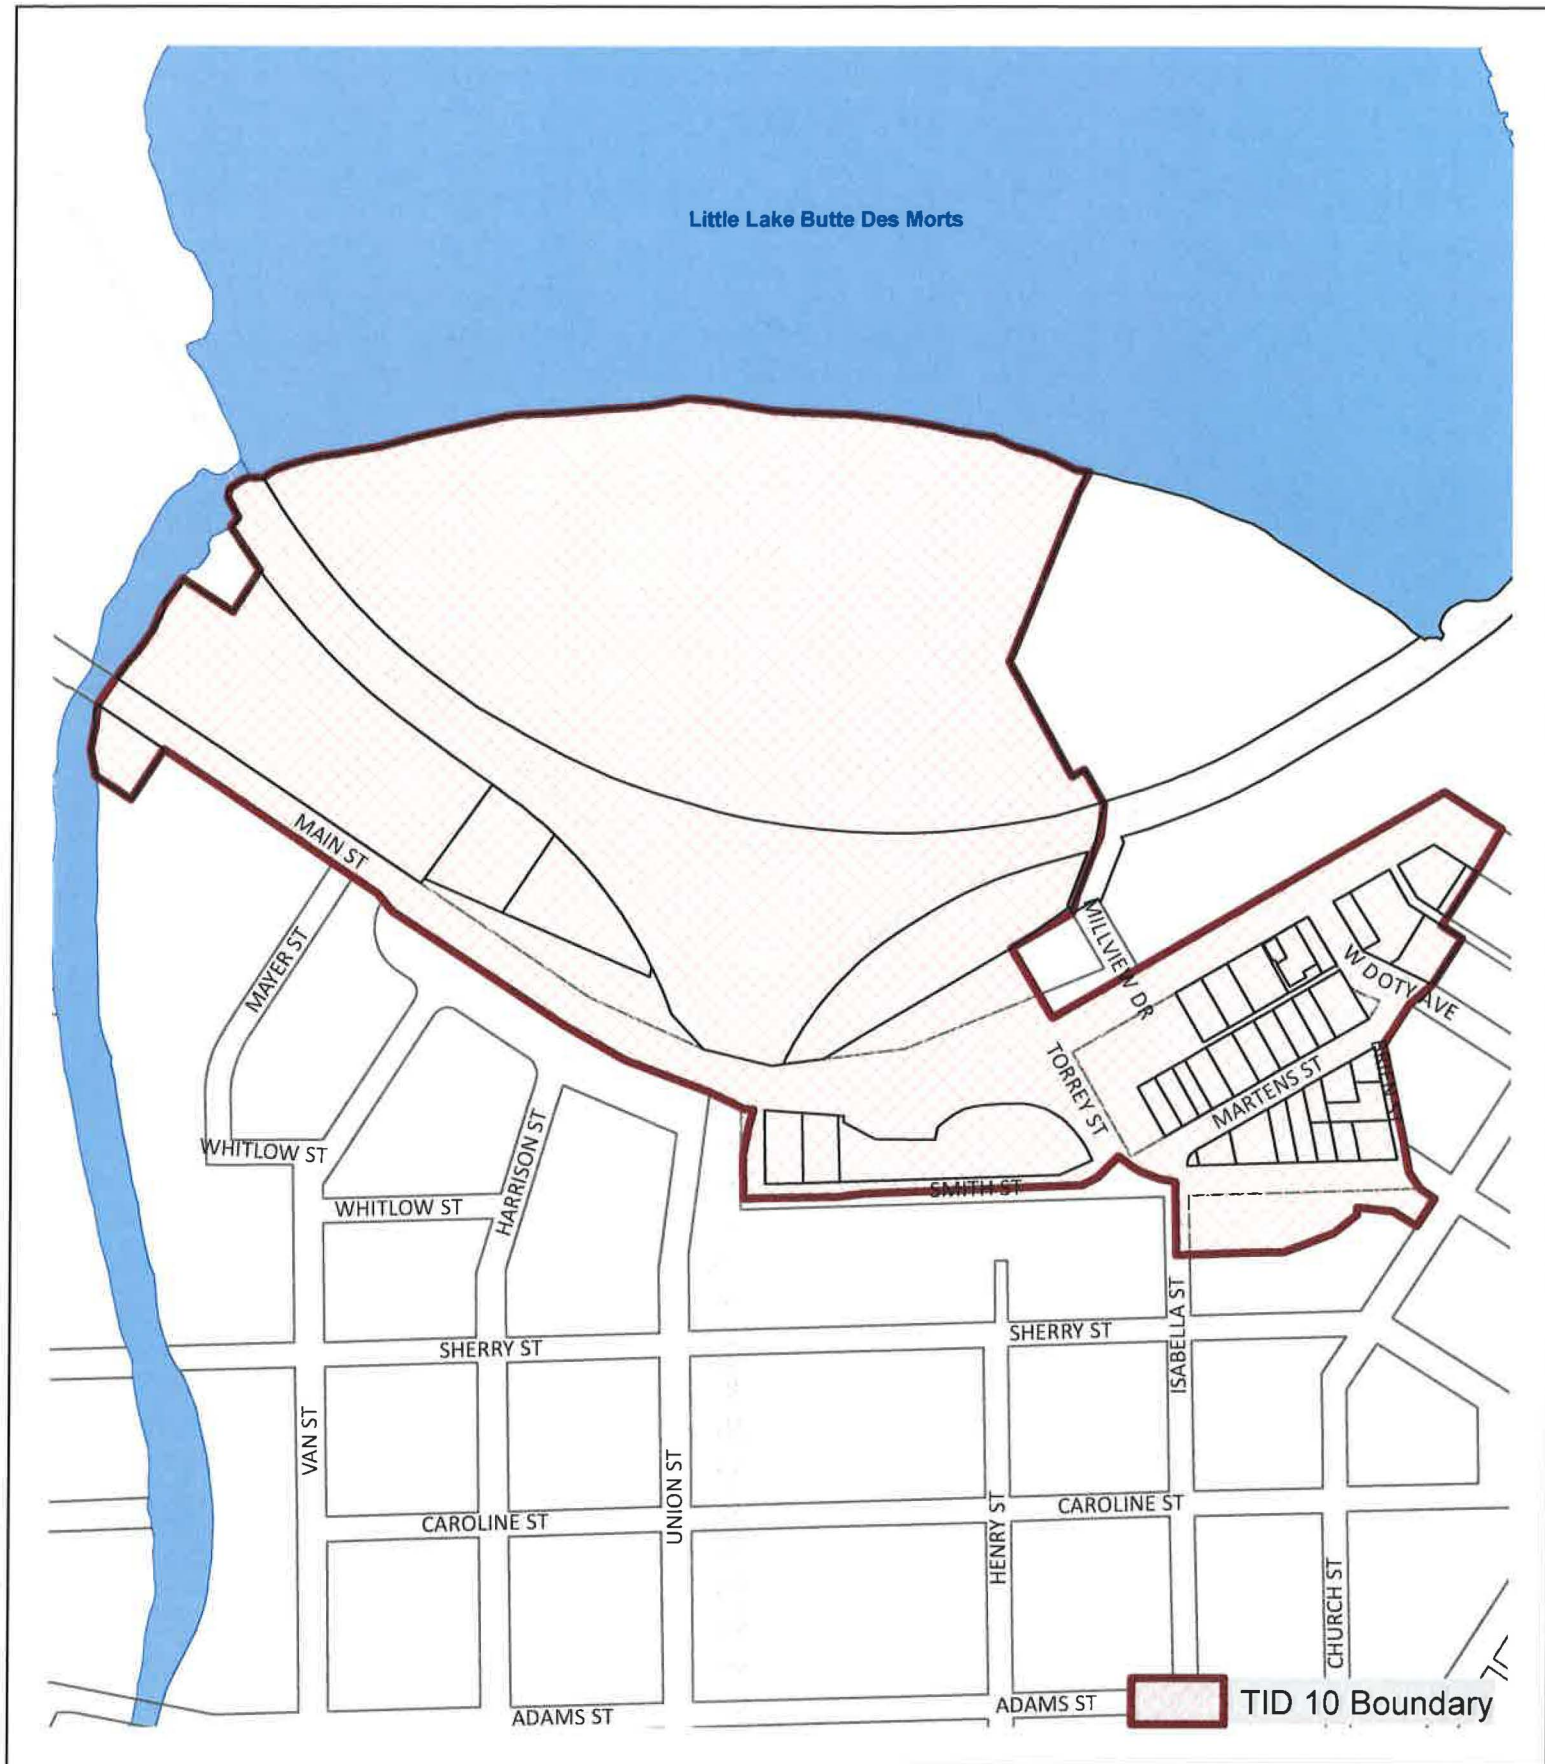 Little Lake Butte Des Morts
MAIN ST
MILLVIEW DR
W DOTY AVE
MAYER ST
TORREY ST
MARTENS ST
WHITLOW ST
HARRISON ST
SMITH ST
WHITLOW ST
SHERRY ST
SHERRY ST
ISABELLA ST
VAN ST
UNION ST
CAROLINE ST
HENRY ST
CAROLINE ST
CHURCH ST
ADAMS ST
ADAMS ST
TID 10 Boundary